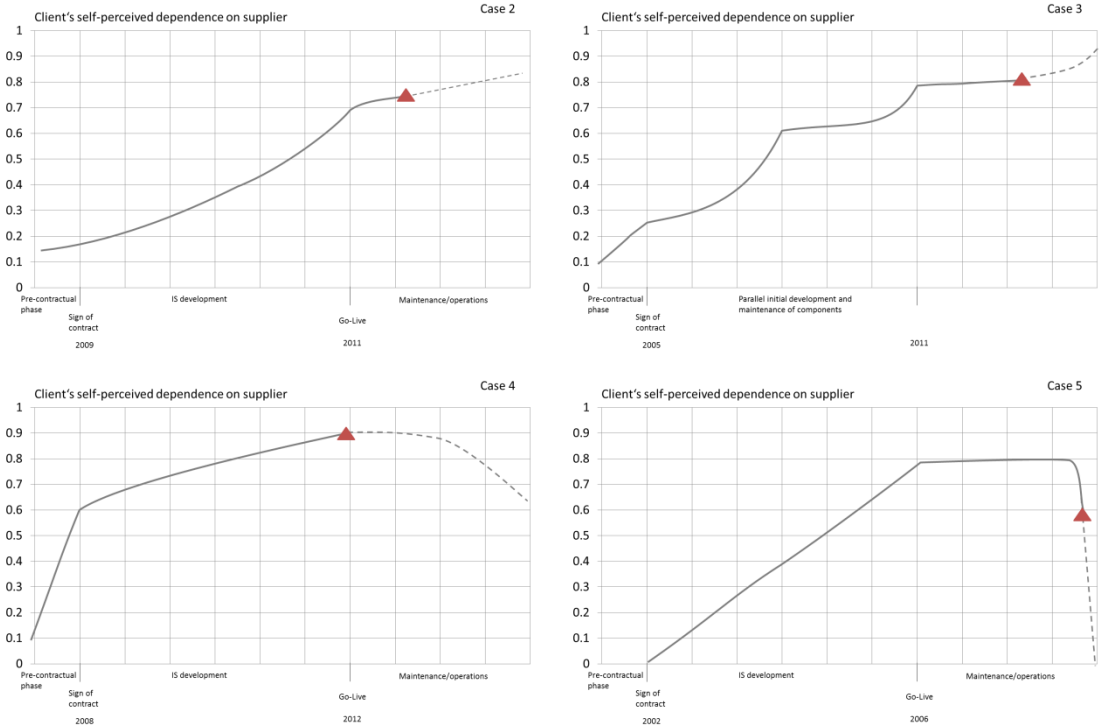 Client's self-perceived dependence on supplier
Case 2
1
0.9
0.8
0.7
0.6
0.5
0.4
0.3
0.2
0.1
0
Pre-contractual
phase
Sign of
contract
2009
IS development
Go-Live
2011
Maintenance/operations
Client's self-perceived dependence on supplier
Case 3
1
0.9
0.8
0.7
0.6
0.5
0.4
0.3
0.2
0.1
0
Pre-contractual
phase
Sign of
contract
2005
Parallel initial development and
maintenance of components
2011
Client's self-perceived dependence on supplier
Case 4
1
0.9
0.8
0.7
0.6
0.5
0.4
0.3
0.2
0.1
0
Pre-contractual
phase
Sign of
contract
2008
IS development
Go-Live
2012
Maintenance/operations
Client's self-perceived dependence on supplier
Case 5
1
0.9
0.8
0.7
0.6
0.5
0.4
0.3
0.2
0.1
0
Pre-contractual
phase
Sign of
contract
2002
IS development
Go-Live
2006
Maintenance/operations